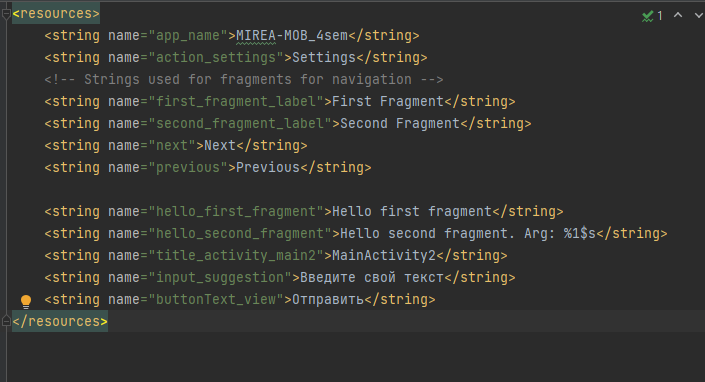 <resources>
<string name="app_name">MIREA-MOB_4sem</string>
<string name="action_settings">Settings</string>
<!-- Strings used for fragments for navigation -->
<string name="first_fragment_label">First Fragment</string>
<string name="second_fragment_label">Second Fragment</string>
<string name="next">Next</string>
<string name="previous">Previous</string>
<string name="hello_first_fragment">Hello first fragment</string>
<string name="hello_second_fragment">Hello second fragment. Arg: %1$s</string>
<string name="title_activity_main2">MainActivity2</string>
<string name="input_suggestion">Введите свой текст</string>
<string name="buttonText_view">Отправить</string>
</resources>
1